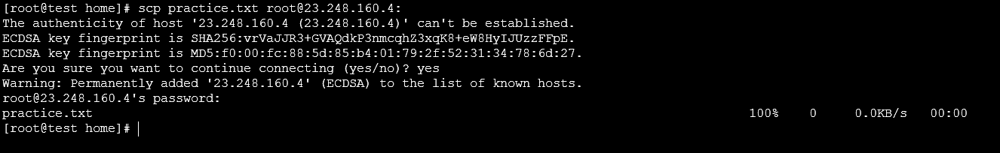 [root@test home]# scp practice.txt root@23.248.160.4:
The authenticity of host '23.248.160.4 (23.248.160.4)' can't be established.
ECDSA key fingerprint is SHA256:vrVaJJR3+GVAQdkP3nmcqhZ3xqK8+eW8HyIJUzzFFpE.
ECDSA key fingerprint is MD5:f0:00:fc:88:5d:85:b4:01:79:2f:52:31:34:78:6d:27.
Are you sure you want to continue connecting (yes/no)? yes
Warning: Permanently added '23.248.160.4' (ECDSA) to the list of known hosts.
root@23.248.160.4's password:
practice.txt 100% 0 0.0KB/s 00:00
[root@test home]#